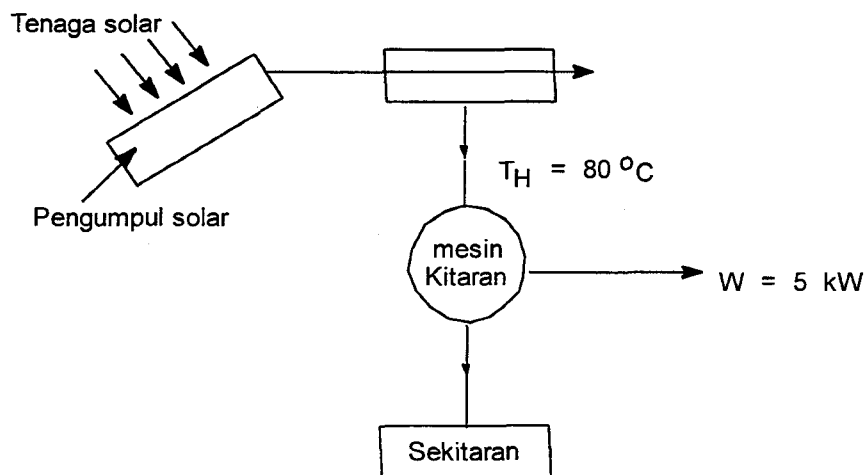 Tenaga solar
T_H = 80 °C
Pengumpul solar
mesin
Kitaran
W = 5 kW
Sekitaran